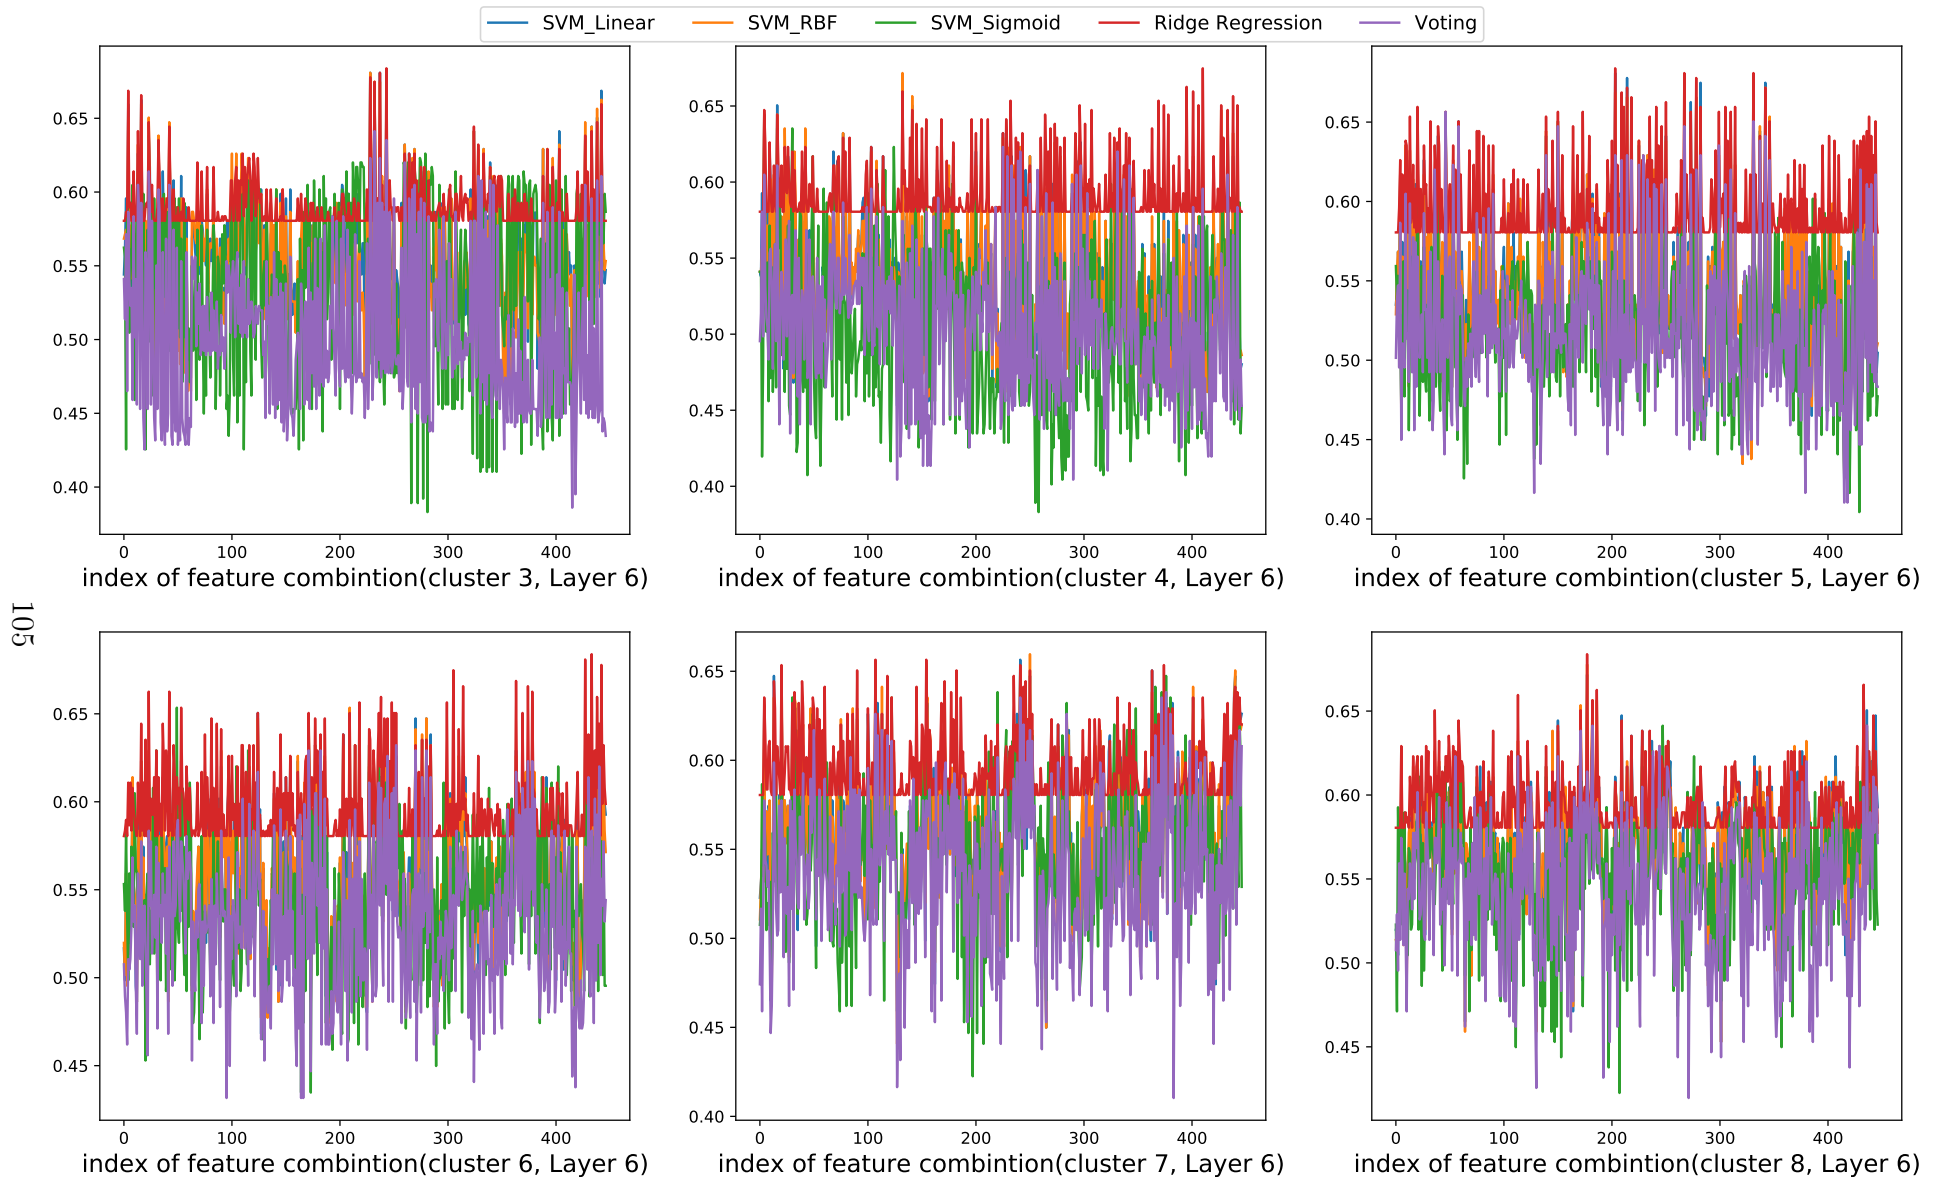 SVM_Linear SVM_RBF SVM_Sigmoid Ridge Regression Voting
0.65
0.60
0.55
0.50
0.45
0.40
0 100 200 300 400
index of feature combintion(cluster 3, Layer 6)
0.65
0.60
0.55
0.50
0.45
0.40
0 100 200 300 400
index of feature combintion(cluster 4, Layer 6)
0.65
0.60
0.55
0.50
0.45
0.40
0 100 200 300 400
index of feature combintion(cluster 5, Layer 6)
105
0.65
0.60
0.55
0.50
0.45
0 100 200 300 400
index of feature combintion(cluster 6, Layer 6)
0.65
0.60
0.55
0.50
0.45
0.40
0 100 200 300 400
index of feature combintion(cluster 7, Layer 6)
0.65
0.60
0.55
0.50
0.45
0 100 200 300 400
index of feature combintion(cluster 8, Layer 6)